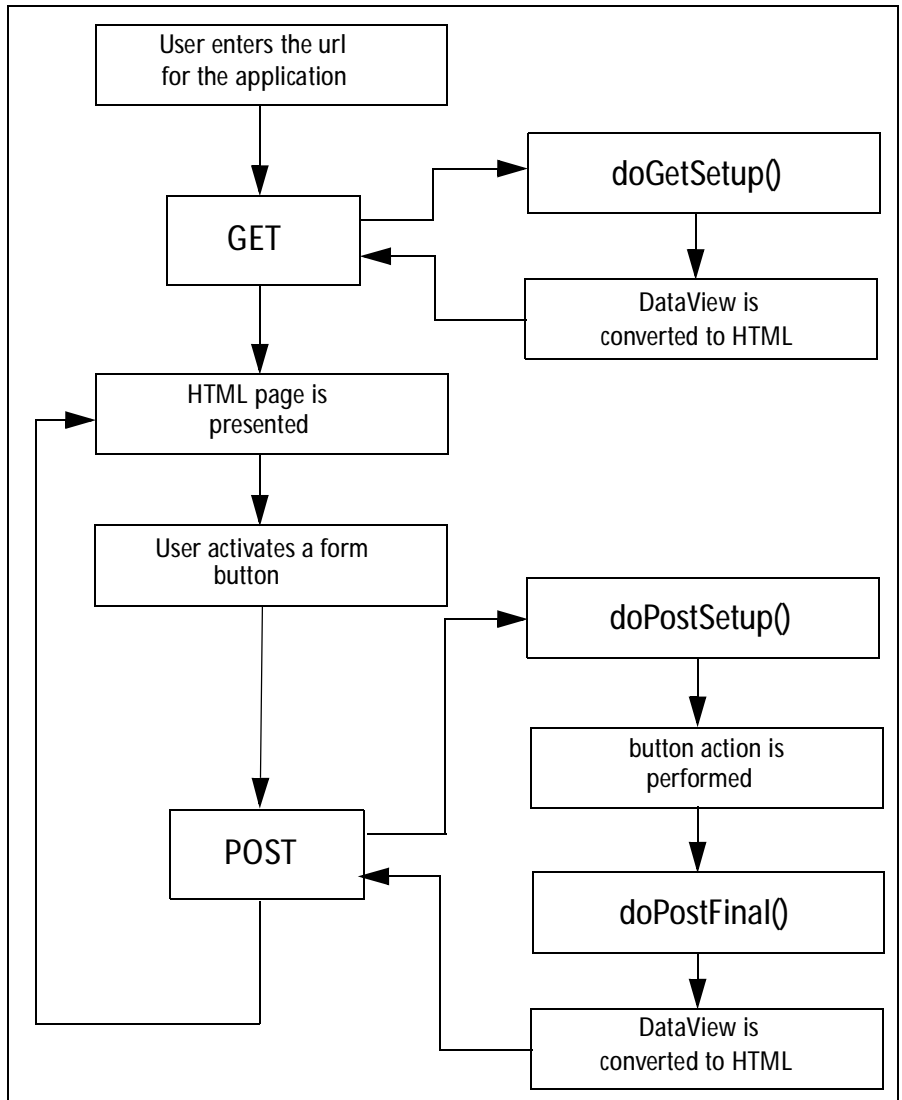 User enters the url
for the application
GET
doGetSetup()
DataView is
converted to HTML
HTML page is
presented
User activates a form
button
POST
doPostSetup()
button action is
performed
doPostFinal()
DataView is
converted to HTML